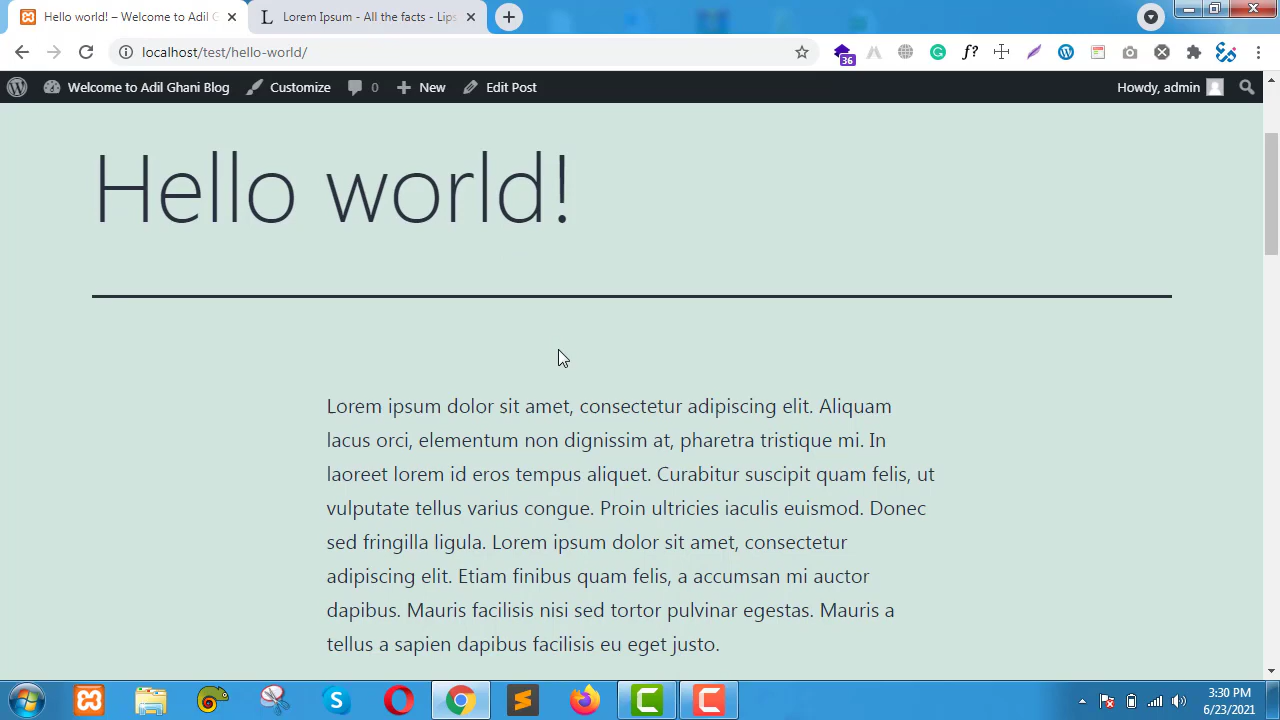 Hello world! – Welcome to Adil G
Lorem Ipsum - All the facts - Lips
localhost/test/hello-world/
36
f?
Welcome to Adil Ghani Blog
Customize
0
New
Edit Post
Howdy, admin
Hello world!
Lorem ipsum dolor sit amet, consectetur adipiscing elit. Aliquam
lacus orci, elementum non dignissim at, pharetra tristique mi. In
laoreet lorem id eros tempus aliquet. Curabitur suscipit quam felis, ut
vulputate tellus varius congue. Proin ultricies iaculis euismod. Donec
sed fringilla ligula. Lorem ipsum dolor sit amet, consectetur
adipiscing elit. Etiam finibus quam felis, a accumsan mi auctor
dapibus. Mauris facilisis nisi sed tortor pulvinar egestas. Mauris a
tellus a sapien dapibus facilisis eu eget justo.
3:30 PM
6/23/2021